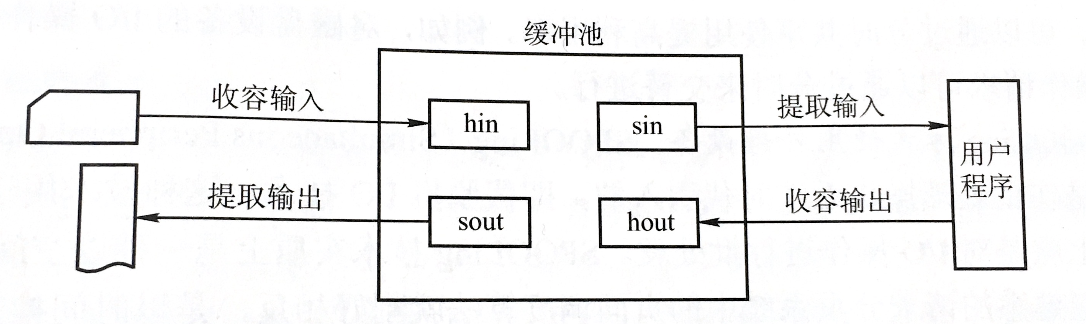 缓冲池
收容输入
hin
sin
提取输入
用户
程序
提取输出
sout
hout
收容输出